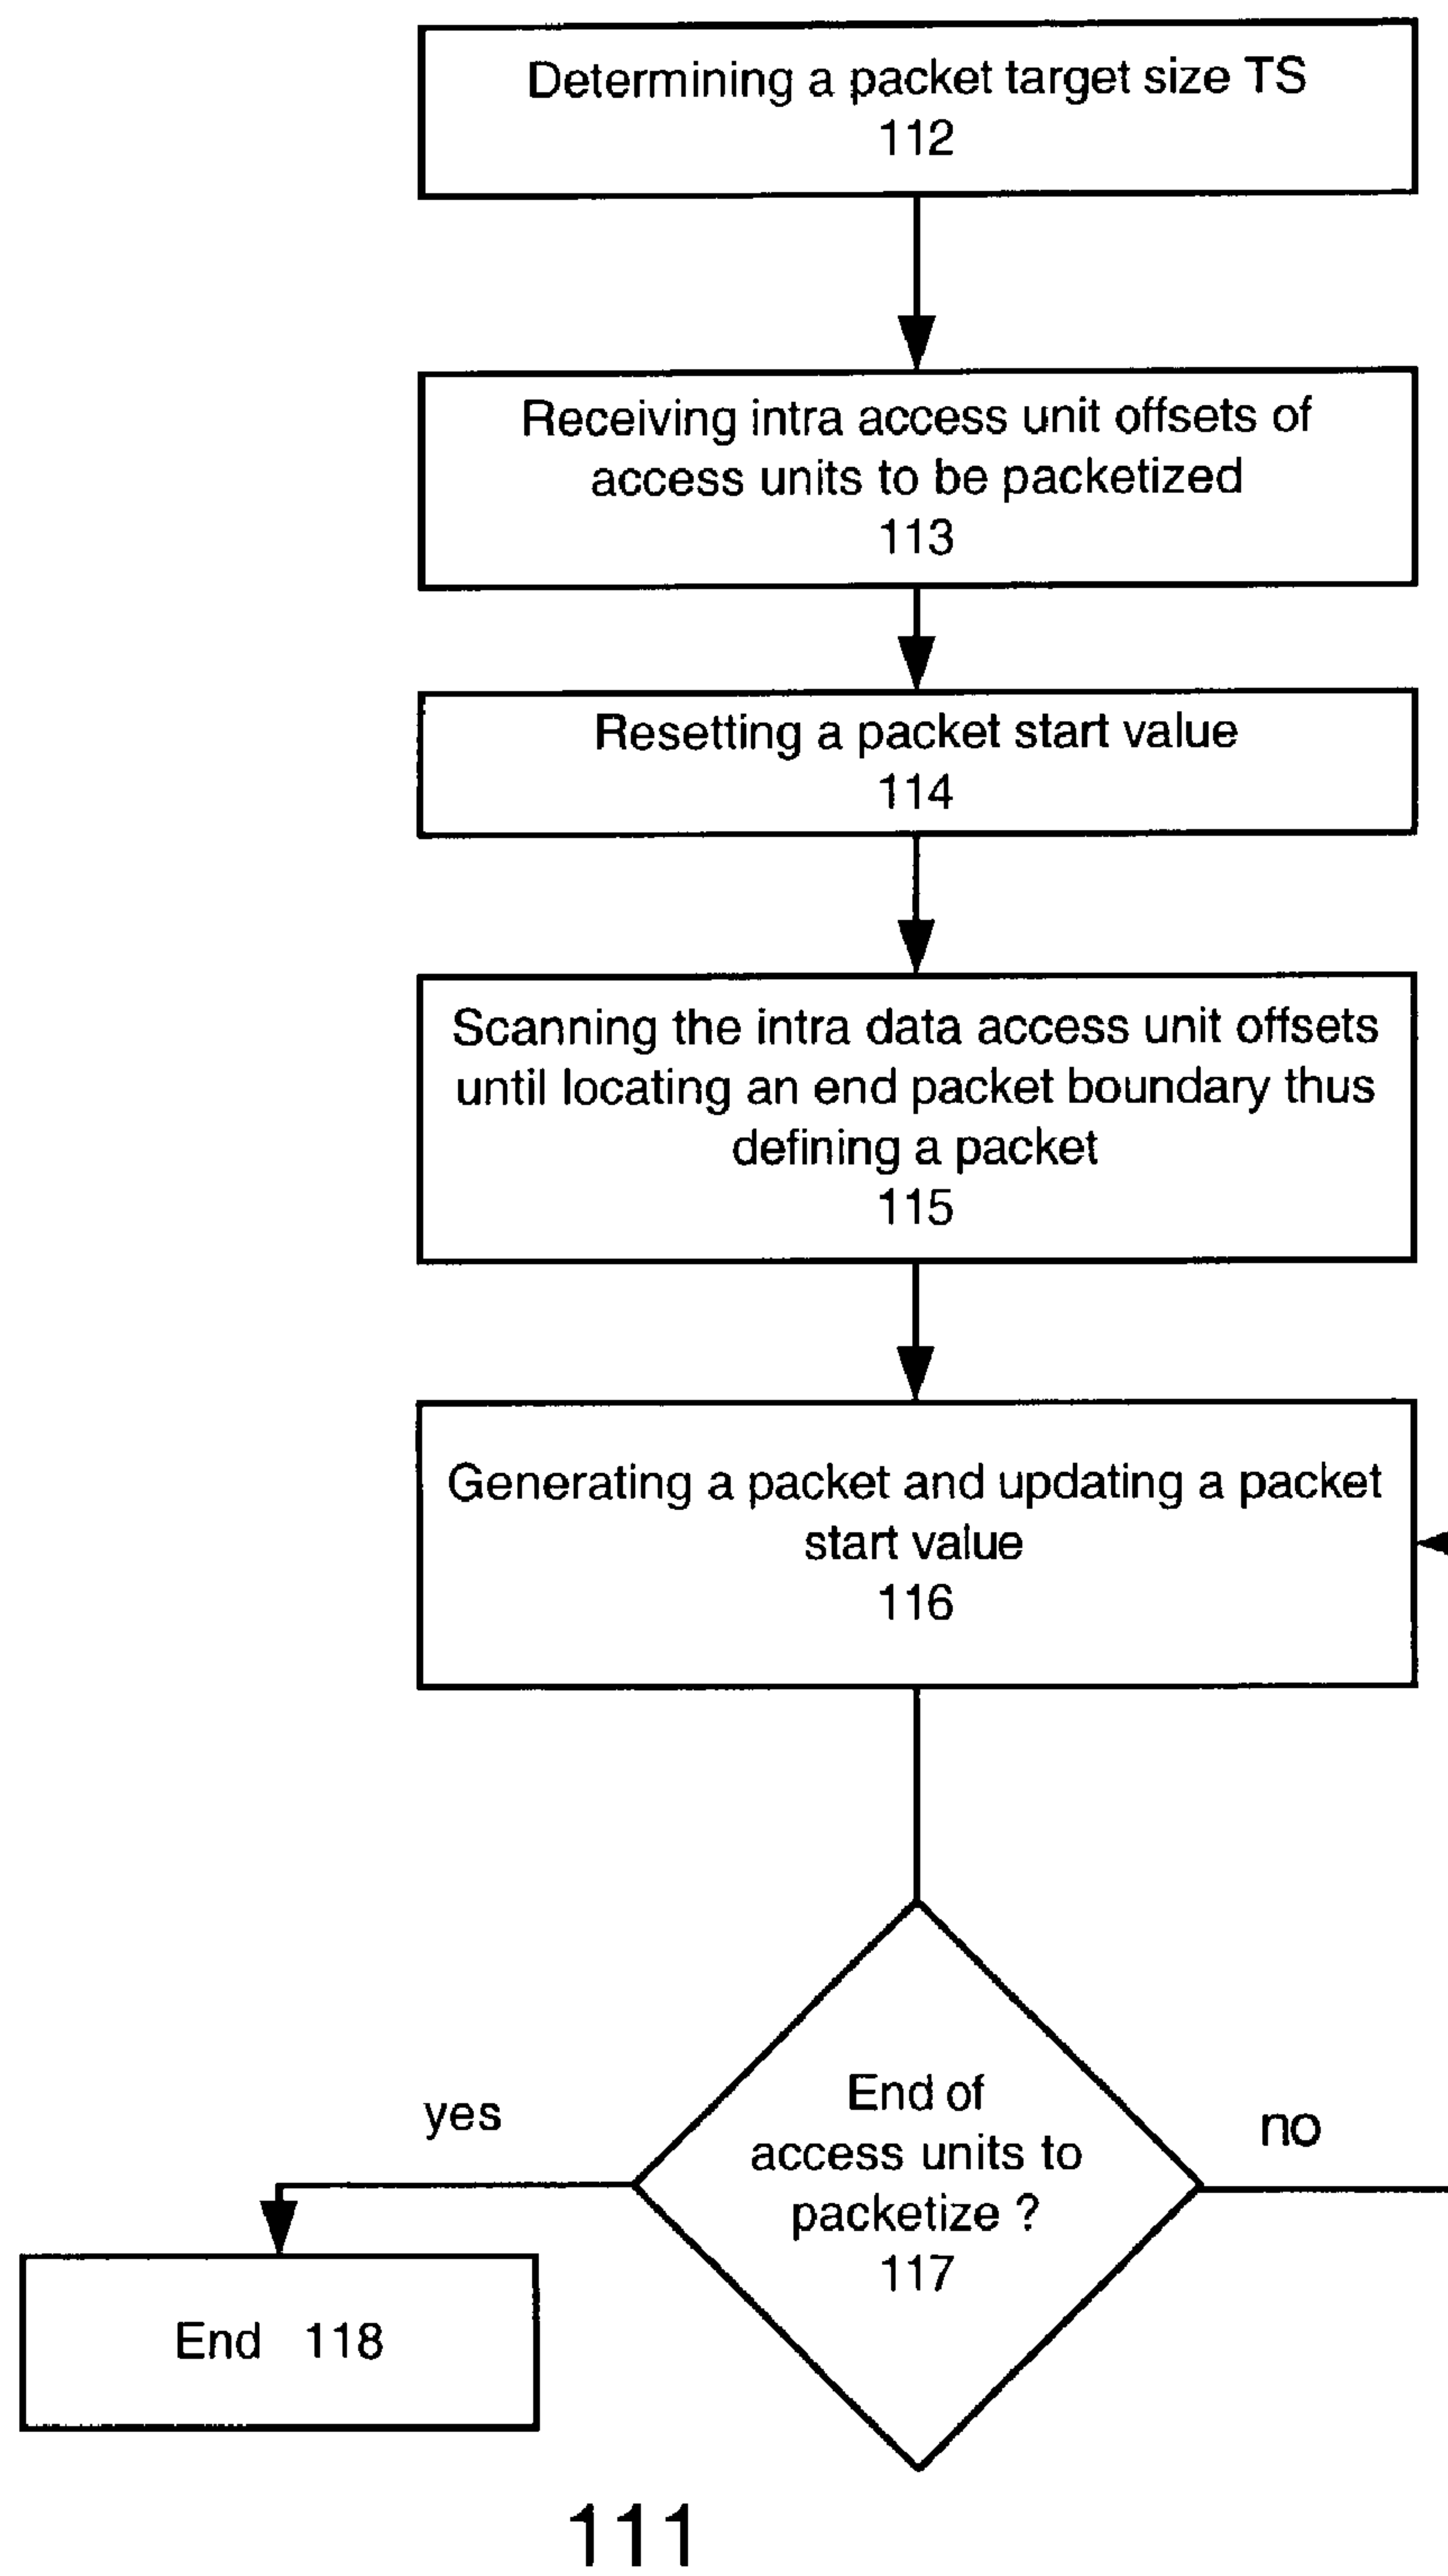 Determining a packet target size TS
112
Receiving intra access unit offsets of
access units to be packetized
113
Resetting a packet start value
114
Scanning the intra data access unit offsets
until locating an end packet boundary thus
defining a packet
115
Generating a packet and updating a packet
start value
116
End of
access units to
packetize ?
117
yes
no
End 118
111